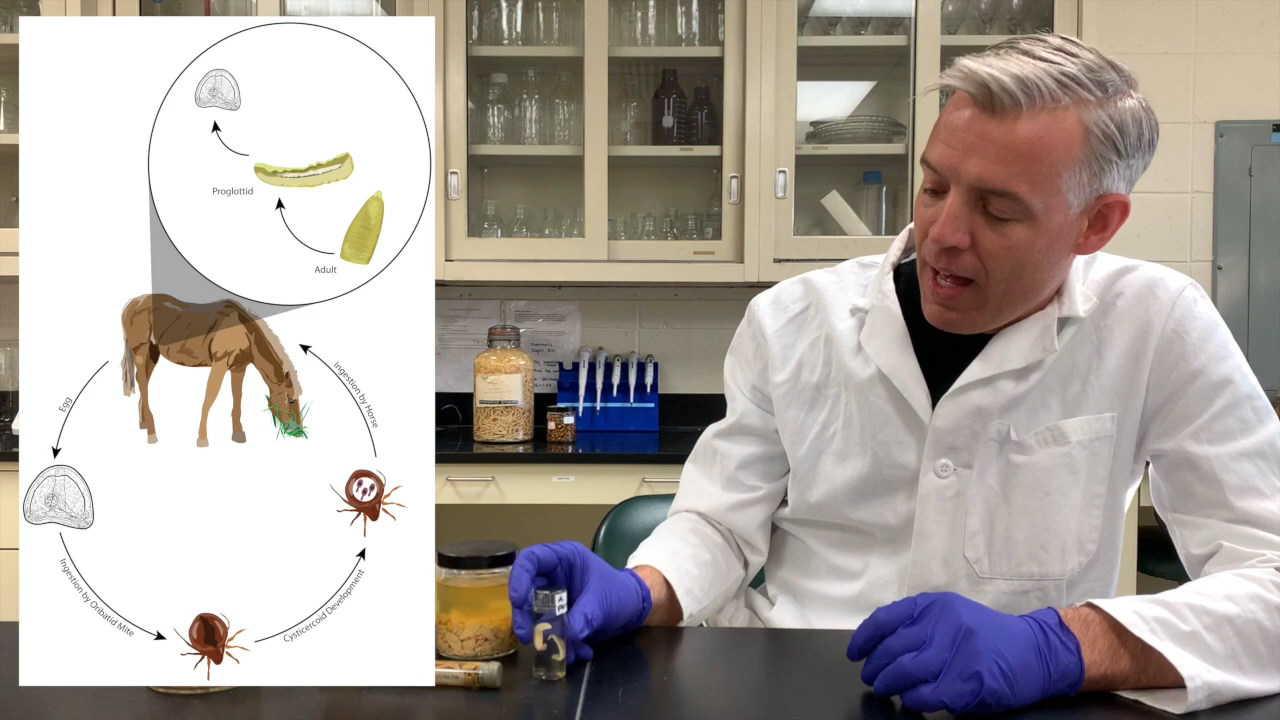 Proglottid
Adult
Egg
Ingestion by Horse
Ingestion by Oribatid Mite
Cysticercoid Development